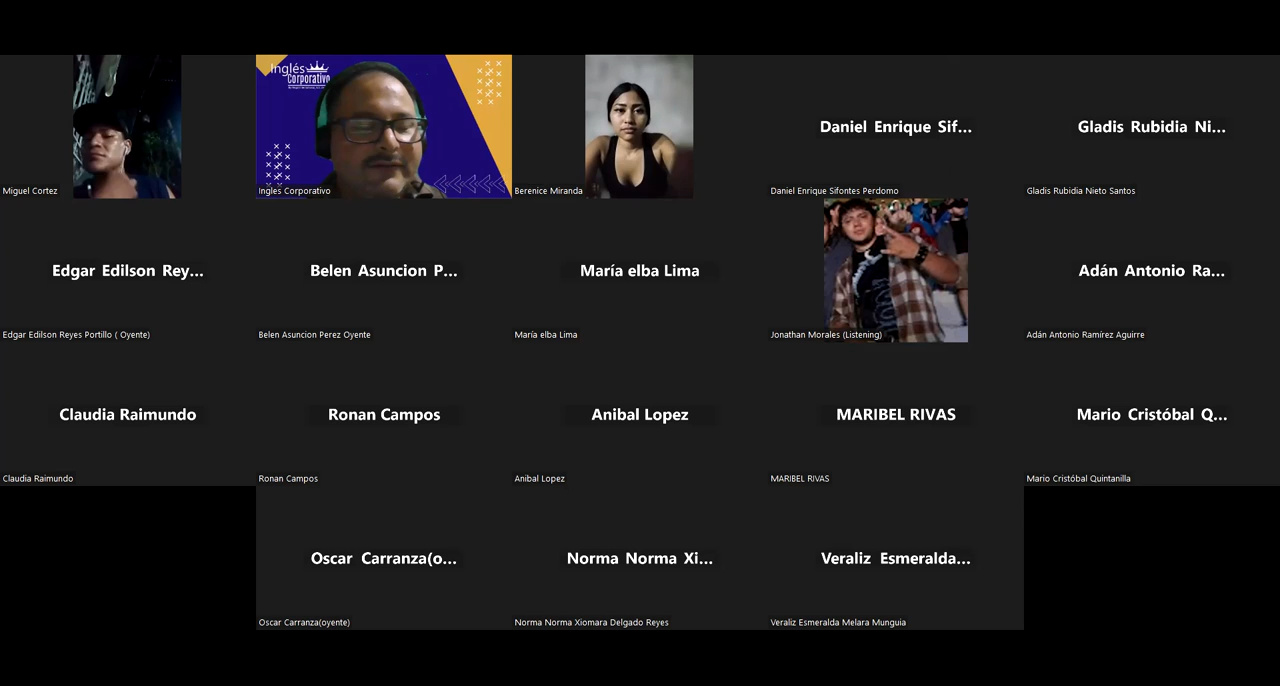 Inglés
Corporativo
Miguel Cortez
Ingles Corporativo
Berenice Miranda
Daniel Enrique Sif...
Daniel Enrique Sifontes Perdomo
Gladis Rubidia Ni...
Gladis Rubidia Nieto Santos
Edgar Edilson Rey...
Edgar Edilson Reyes Portillo ( Oyente)
Belen Asuncion P...
Belen Asuncion Perez Oyente
María elba Lima
María elba Lima
Jonathan Morales (Listening)
Adán Antonio Ra...
Adán Antonio Ramírez Aguirre
Claudia Raimundo
Claudia Raimundo
Ronan Campos
Ronan Campos
Anibal Lopez
Anibal Lopez
MARIBEL RIVAS
MARIBEL RIVAS
Mario Cristóbal Q...
Mario Cristóbal Quintanilla
Oscar Carranza(o...
Oscar Carranza(oyente)
Norma Norma Xi...
Norma Norma Xiomara Delgado Reyes
Veraliz Esmeralda...
Veraliz Esmeralda Melara Munguia